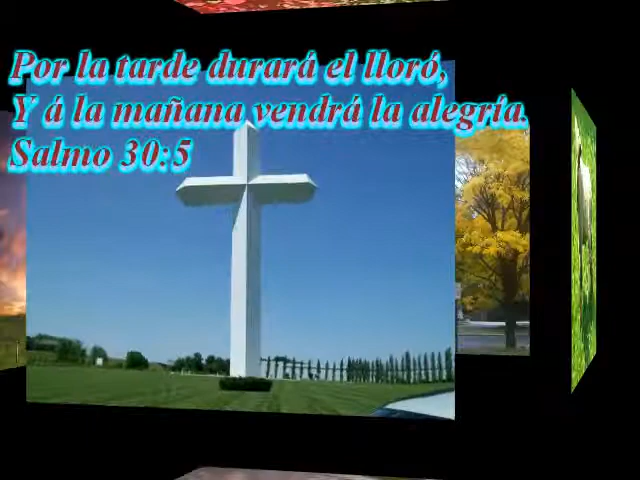 Por la tarde durará el lloró,
Y á la mañana vendrá la alegría.
Salmo 30:5